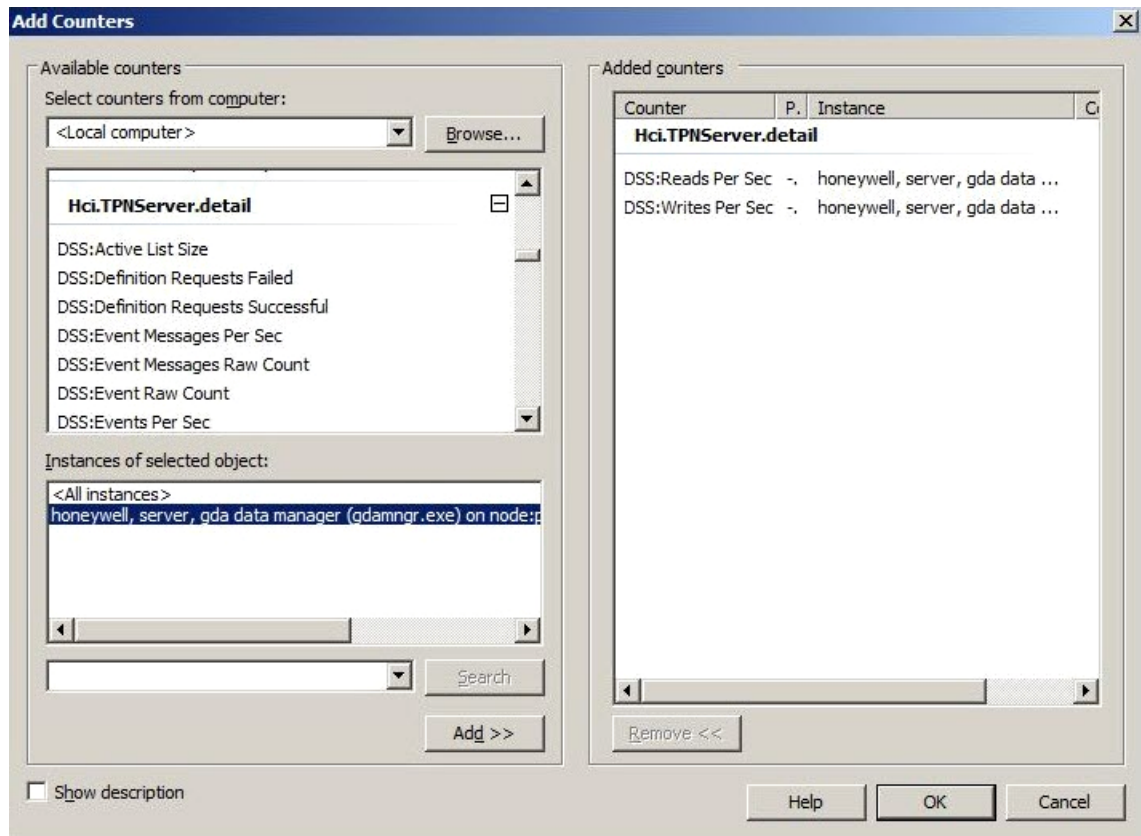 Add Counters
Available counters
Select counters from computer:
<Local computer>
Browse...
Hci.TPNServer.detail
DSS:Active List Size
DSS:Definition Requests Failed
DSS:Definition Requests Successful
DSS:Event Messages Per Sec
DSS:Event Messages Raw Count
DSS:Event Raw Count
DSS:Events Per Sec
Instances of selected object:
<All instances>
honeywell, server, gda data manager (gdamngr.exe) on node:p
Search
Add >>
Show description
Added counters
Counter P. Instance
Hci.TPNServer.detail
DSS:Reads Per Sec -. honeywell, server, gda data ...
DSS:Writes Per Sec -. honeywell, server, gda data ...
Remove <<
Help OK Cancel